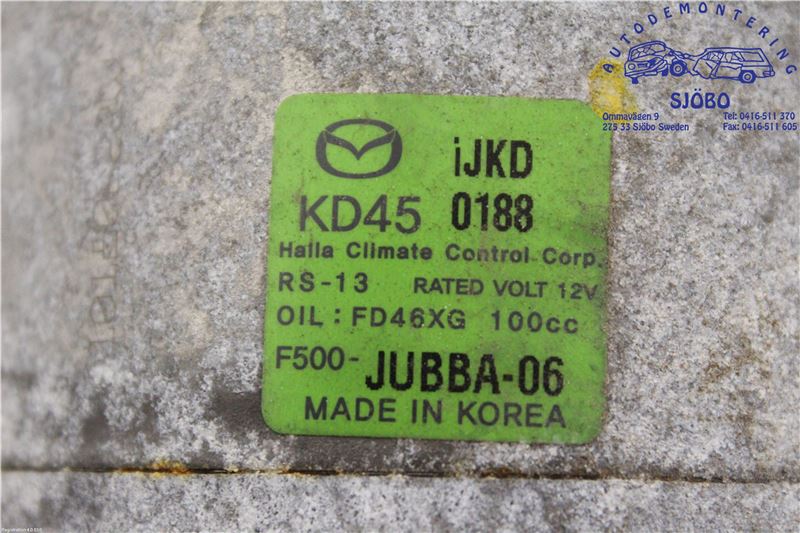 AUTODEMONTERING
SJÖBO
Ommavägen 9
275 33 Sjöbo Sweden
Tel: 0416-511 370
Fax: 0416-511 605
iJKD
KD45 0188
Halla Climate Control Corp.
RS-13 RATED VOLT 12V
OIL: FD46XG 100cc
F500-JUBBA-06
MADE IN KOREA